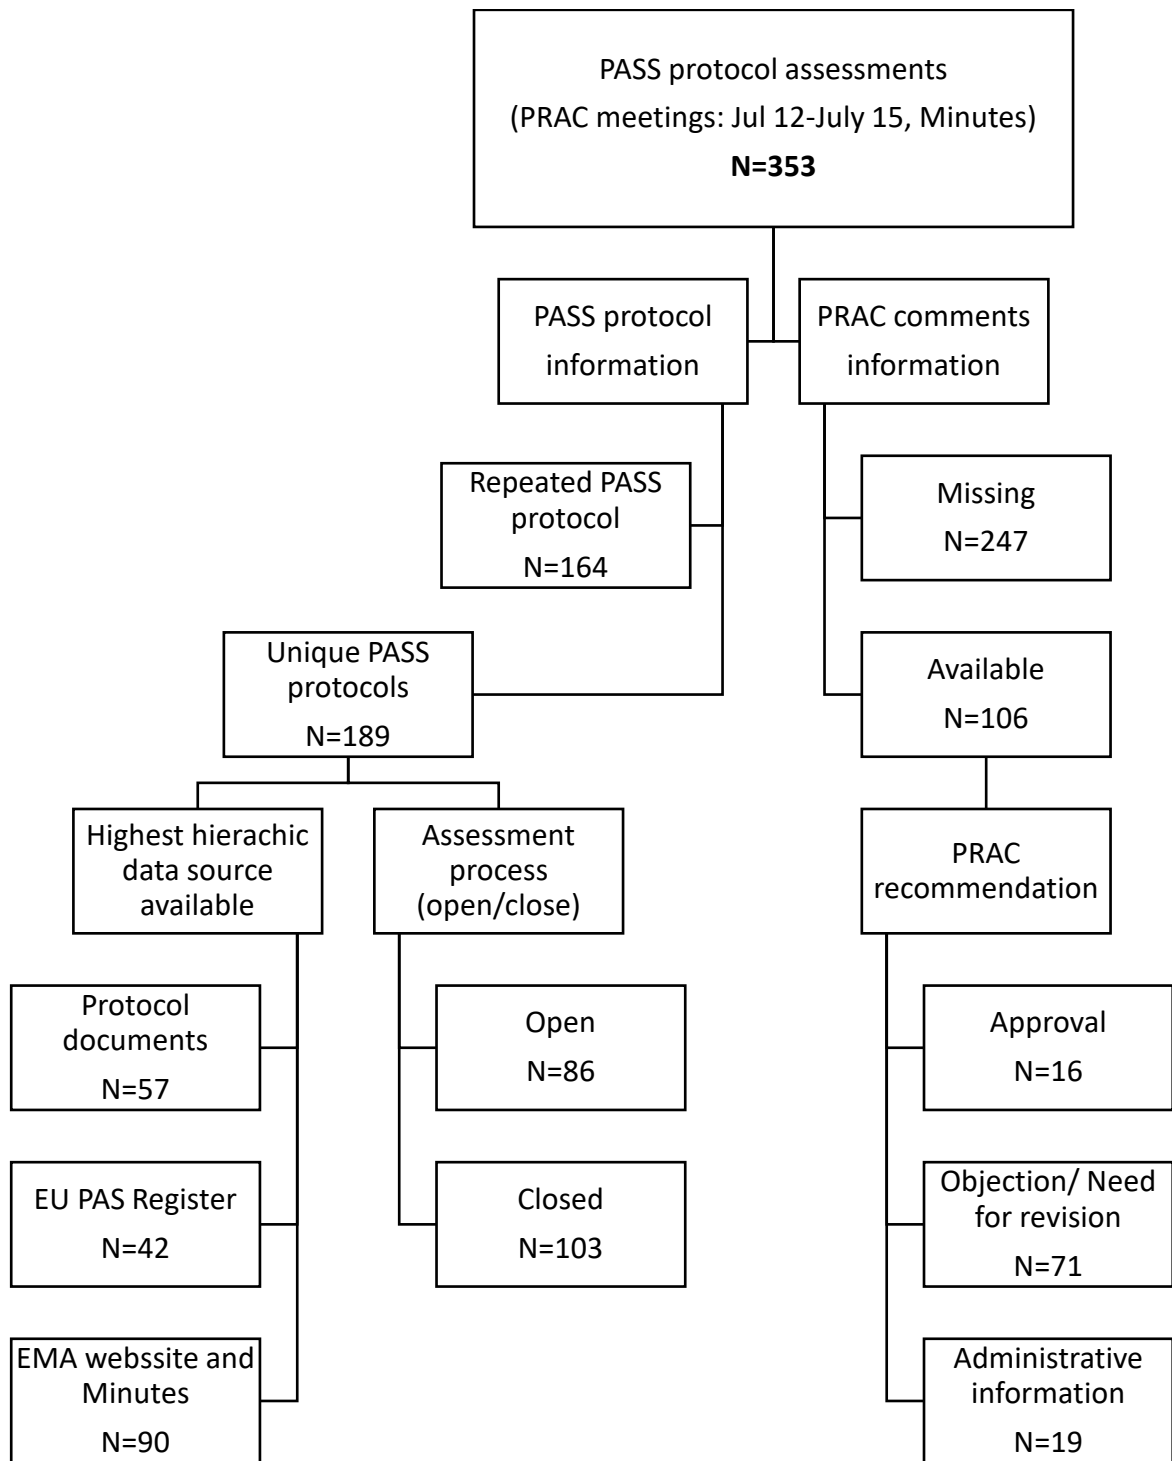 PASS protocol assessments
(PRAC meetings: Jul 12-July 15, Minutes)
N=353
PASS protocol
information
PRAC comments
information
Repeated PASS
protocol
N=164
Missing
N=247
Unique PASS
protocols
N=189
Available
N=106
Highest hierachic
data source
available
Assessment
process
(open/close)
PRAC
recommendation
Protocol
documents
N=57
Open
N=86
Approval
N=16
EU PAS Register
N=42
Closed
N=103
Objection/ Need
for revision
N=71
EMA webssite and
Minutes
N=90
Administrative
information
N=19